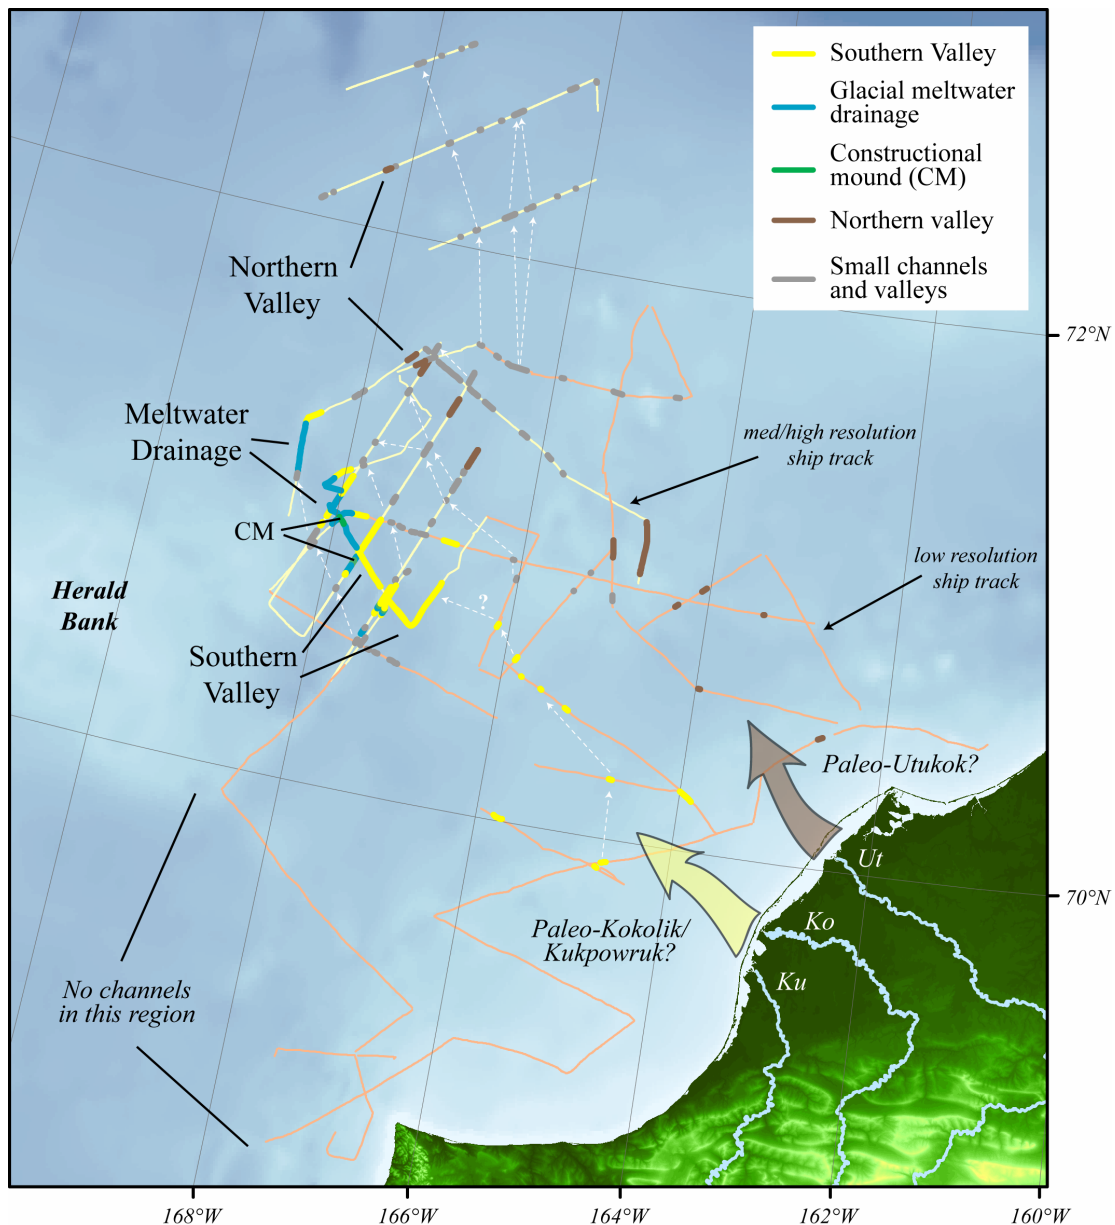 Southern Valley
Glacial meltwater
drainage
Constructional
mound (CM)
Northern valley
Small channels
and valleys
Northern
Valley
72°N
Meltwater
Drainage
med/high resolution
ship track
CM
low resolution
ship track
Herald
Bank
?
Southern
Valley
Paleo-Utukok?
Ut
70°N
Ko
Paleo-Kokolik/
Kukpowruk?
Ku
No channels
in this region
168°W
166°W
164°W
162°W
160°W